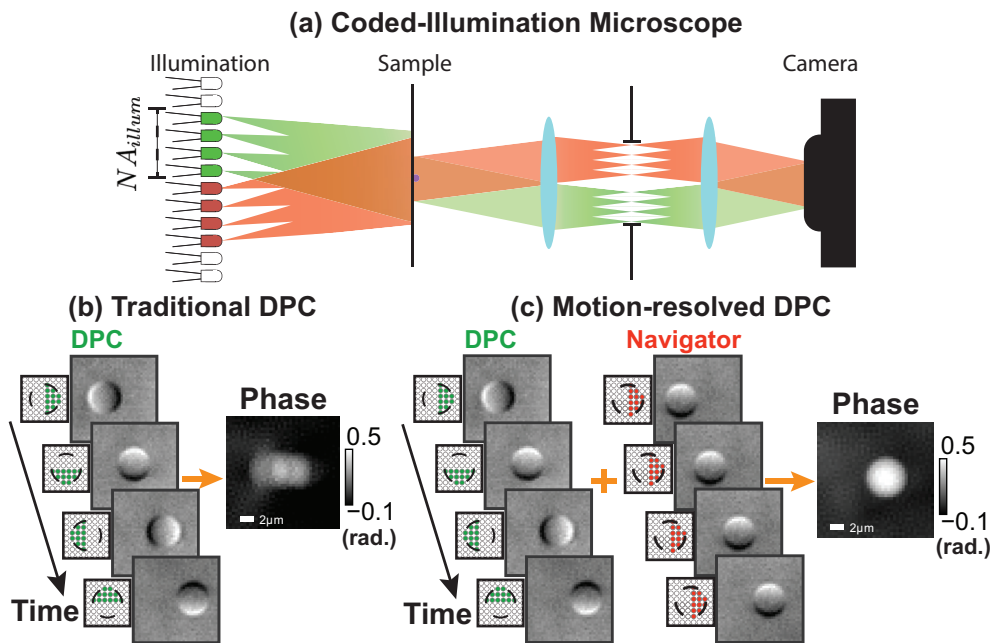 (a) Coded-Illumination Microscope
Illumination
Sample
Camera
NA_illum
(b) Traditional DPC
DPC
Phase
0.5
−0.1
(rad.)
2μm
Time
(c) Motion-resolved DPC
DPC
Navigator
+
Phase
0.5
−0.1
(rad.)
2μm
Time